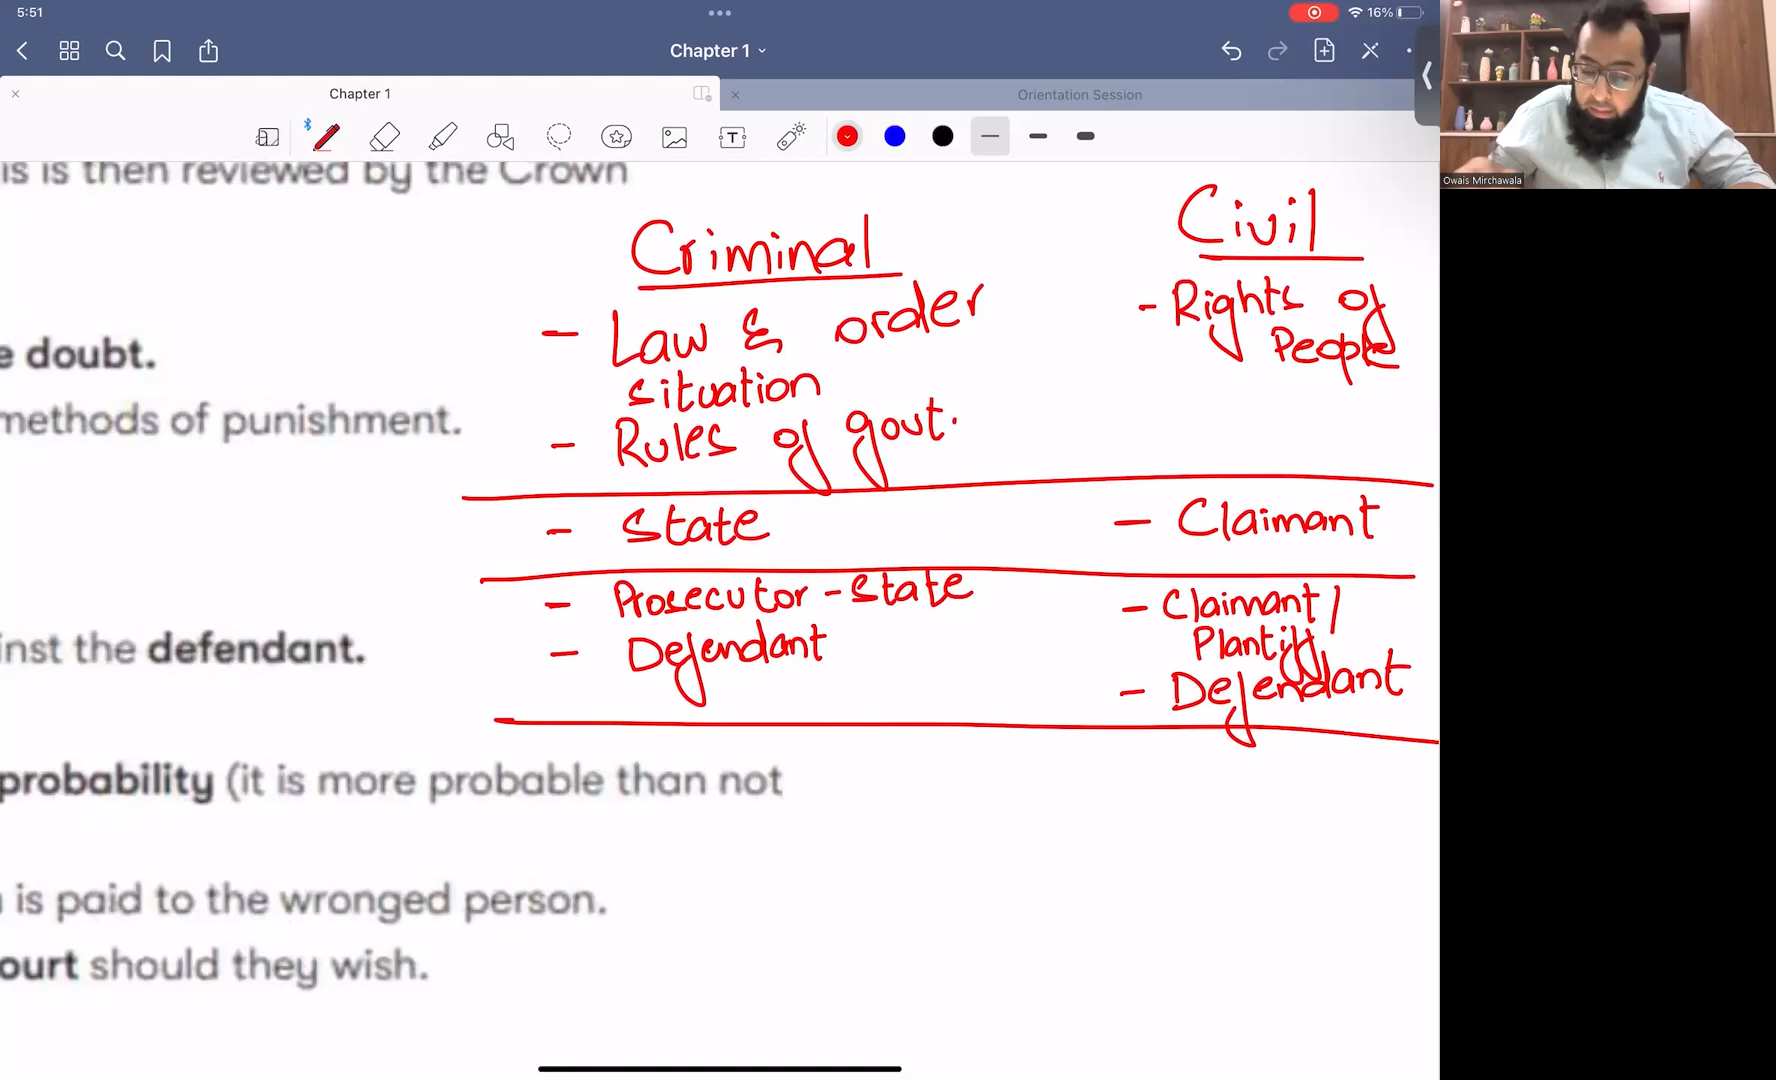 5:51
16%
Chapter 1
Chapter 1
Orientation Session
T
Owais Mirchawala
is is then reviewed by the Crown
Criminal
Civil
- Law & order
situation
- Rights of
People
e doubt.
methods of punishment.
- Rules of govt.
- State
- Claimant
- Prosecutor - State
- Defendant
- Claimant /
Plantiff
- Defendant
inst the defendant.
probability (it is more probable than not
is paid to the wronged person.
ourt should they wish.